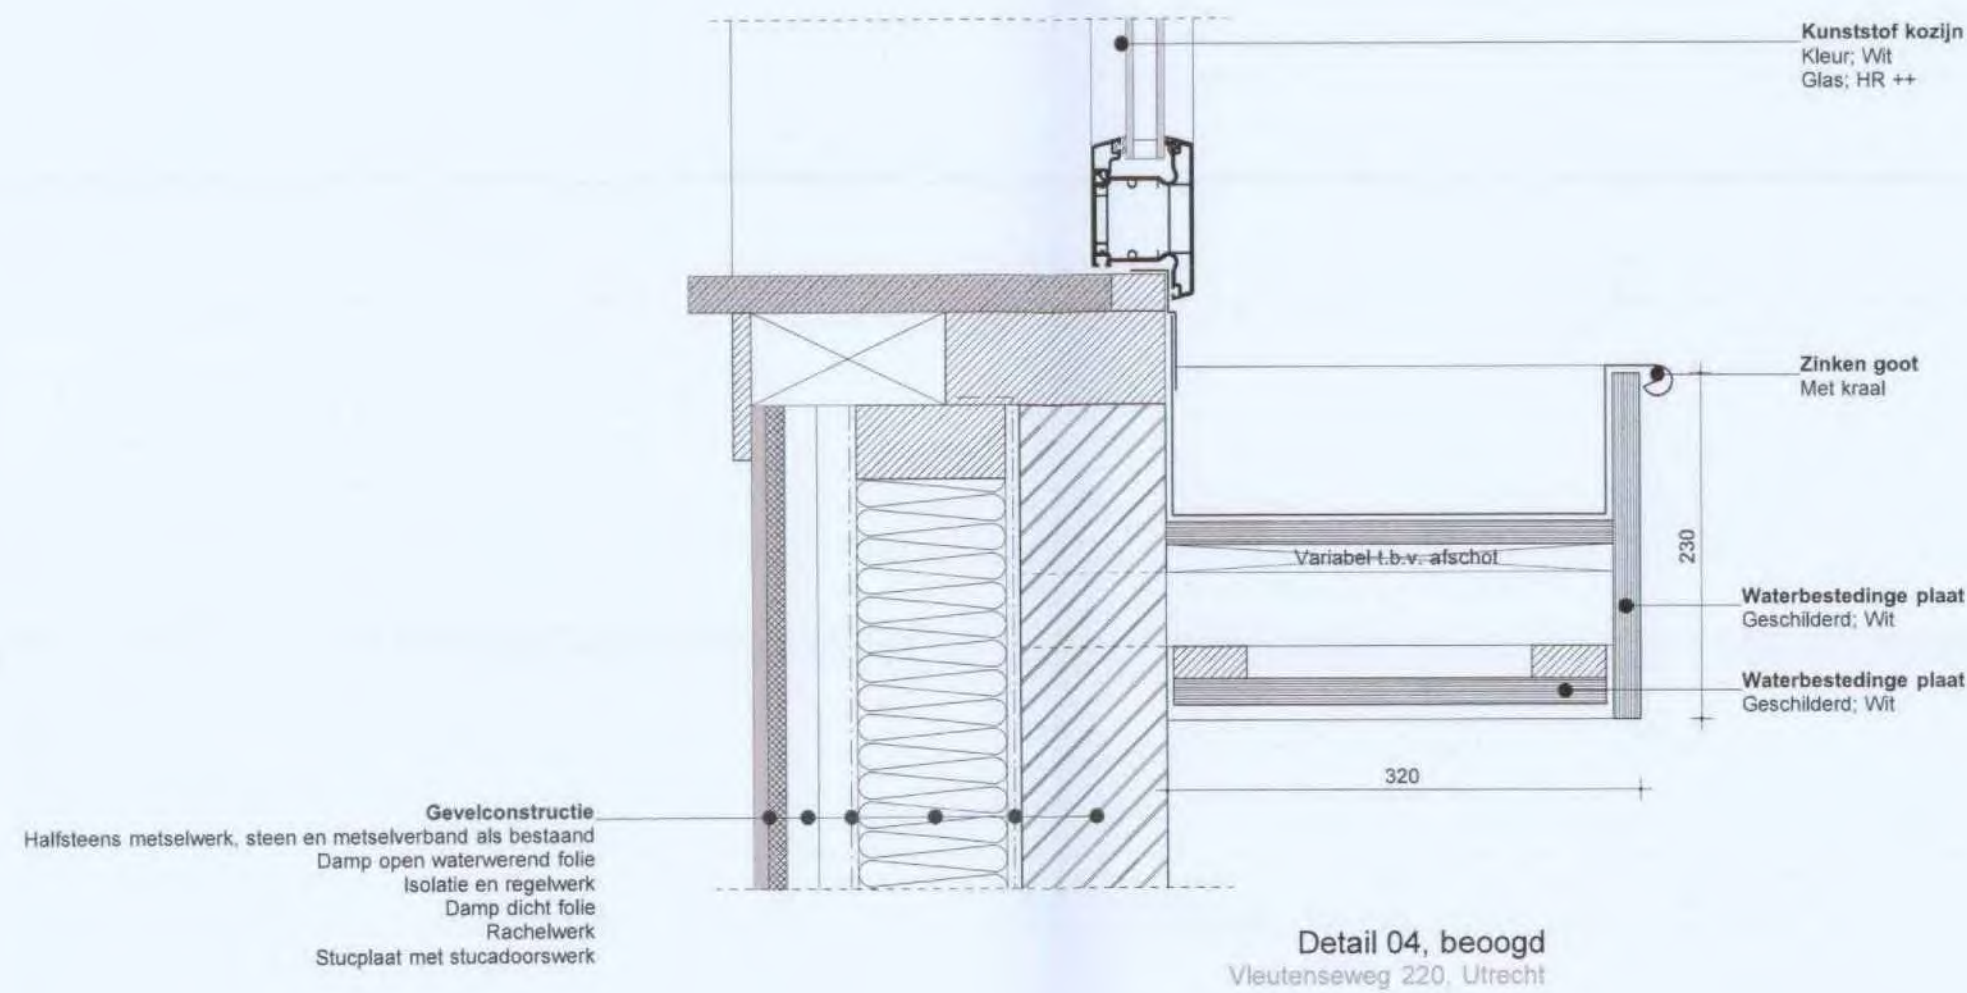 Kunststof kozijn
Kleur; Wit
Glas; HR ++
Zinken goot
Met kraal
230
Variabel t.b.v. afschot
Waterbestedinge plaat
Geschilderd; Wit
Waterbestedinge plaat
Geschilderd; Wit
320
Gevelconstructie
Halfsteens metselwerk, steen en metselverband als bestaand
Damp open waterwerend folie
Isolatie en regelwerk
Damp dicht folie
Rachelwerk
Stucplaat met stucadoorswerk
Detail 04, beoogd
Vleutenseweg 220, Utrecht